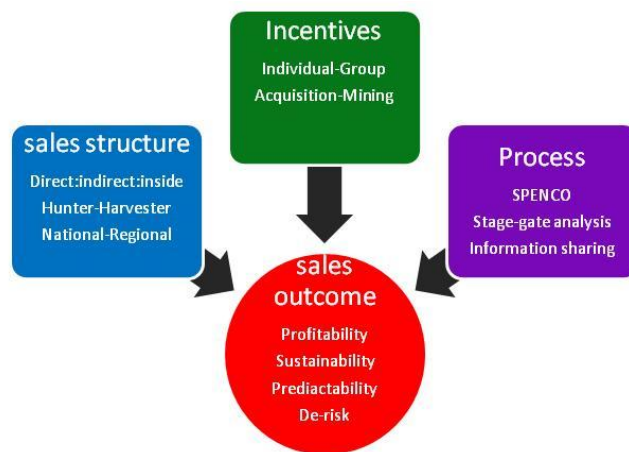 Incentives
Individual-Group
Acquisition-Mining
sales structure
Direct:indirect:inside
Hunter-Harvester
National-Regional
Process
SPENCO
Stage-gate analysis
Information sharing
sales
outcome
Profitability
Sustainability
Prediactability
De-risk